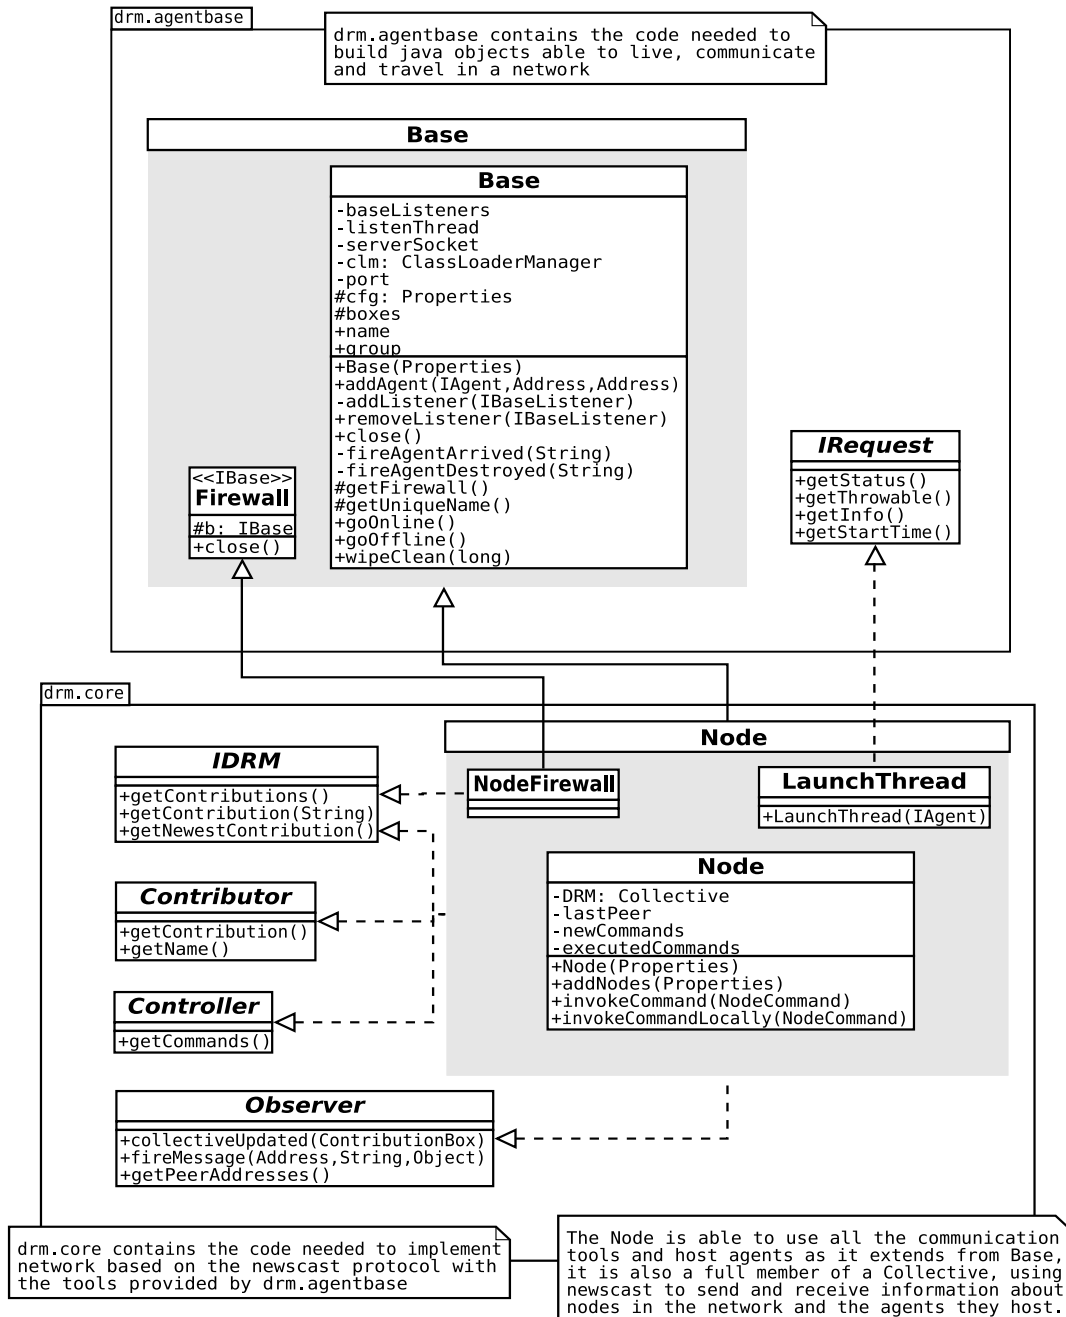 drm.agentbase
drm.agentbase contains the code needed to
build java objects able to live, communicate
and travel in a network
Base
Base
-baseListeners
-listenThread
-serverSocket
-clm: ClassLoaderManager
-port
#cfg: Properties
#boxes
+name
+group
+Base(Properties)
+addAgent(IAgent,Address,Address)
-addListener(IBaseListener)
+removeListener(IBaseListener)
+close()
-fireAgentArrived(String)
-fireAgentDestroyed(String)
#getFirewall()
#getUniqueName()
+goOnline()
+goOffline()
+wipeClean(long)
<<IBase>>
Firewall
#b: IBase
+close()
IRequest
+getStatus()
+getThrowable()
+getInfo()
+getStartTime()
drm.core
IDRM
+getContributions()
+getContribution(String)
+getNewestContribution()
Node
NodeFirewall
LaunchThread
+LaunchThread(IAgent)
Node
-DRM: Collective
-lastPeer
-newCommands
-executedCommands
+Node(Properties)
+addNodes(Properties)
+invokeCommand(NodeCommand)
+invokeCommandLocally(NodeCommand)
Contributor
+getContribution()
+getName()
Controller
+getCommands()
Observer
+collectiveUpdated(ContributionBox)
+fireMessage(Address,String,Object)
+getPeerAddresses()
drm.core contains the code needed to implement
network based on the newscast protocol with
the tools provided by drm.agentbase
The Node is able to use all the communication
tools and host agents as it extends from Base,
it is also a full member of a Collective, using
newscast to send and receive information about
nodes in the network and the agents they host.